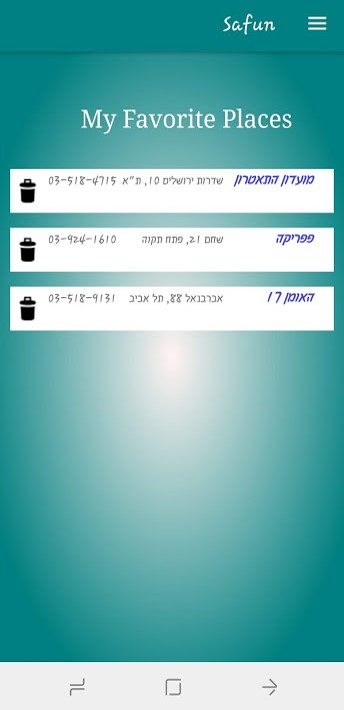 Safun
My Favorite Places
מועדון התאטרון שדרות ירושלים 10, ת"א 03-518-4715
פפריקה שחם 21, פתח תקוה 03-924-1610
האומן 17 אברבנאל 88, תל אביב 03-518-9131